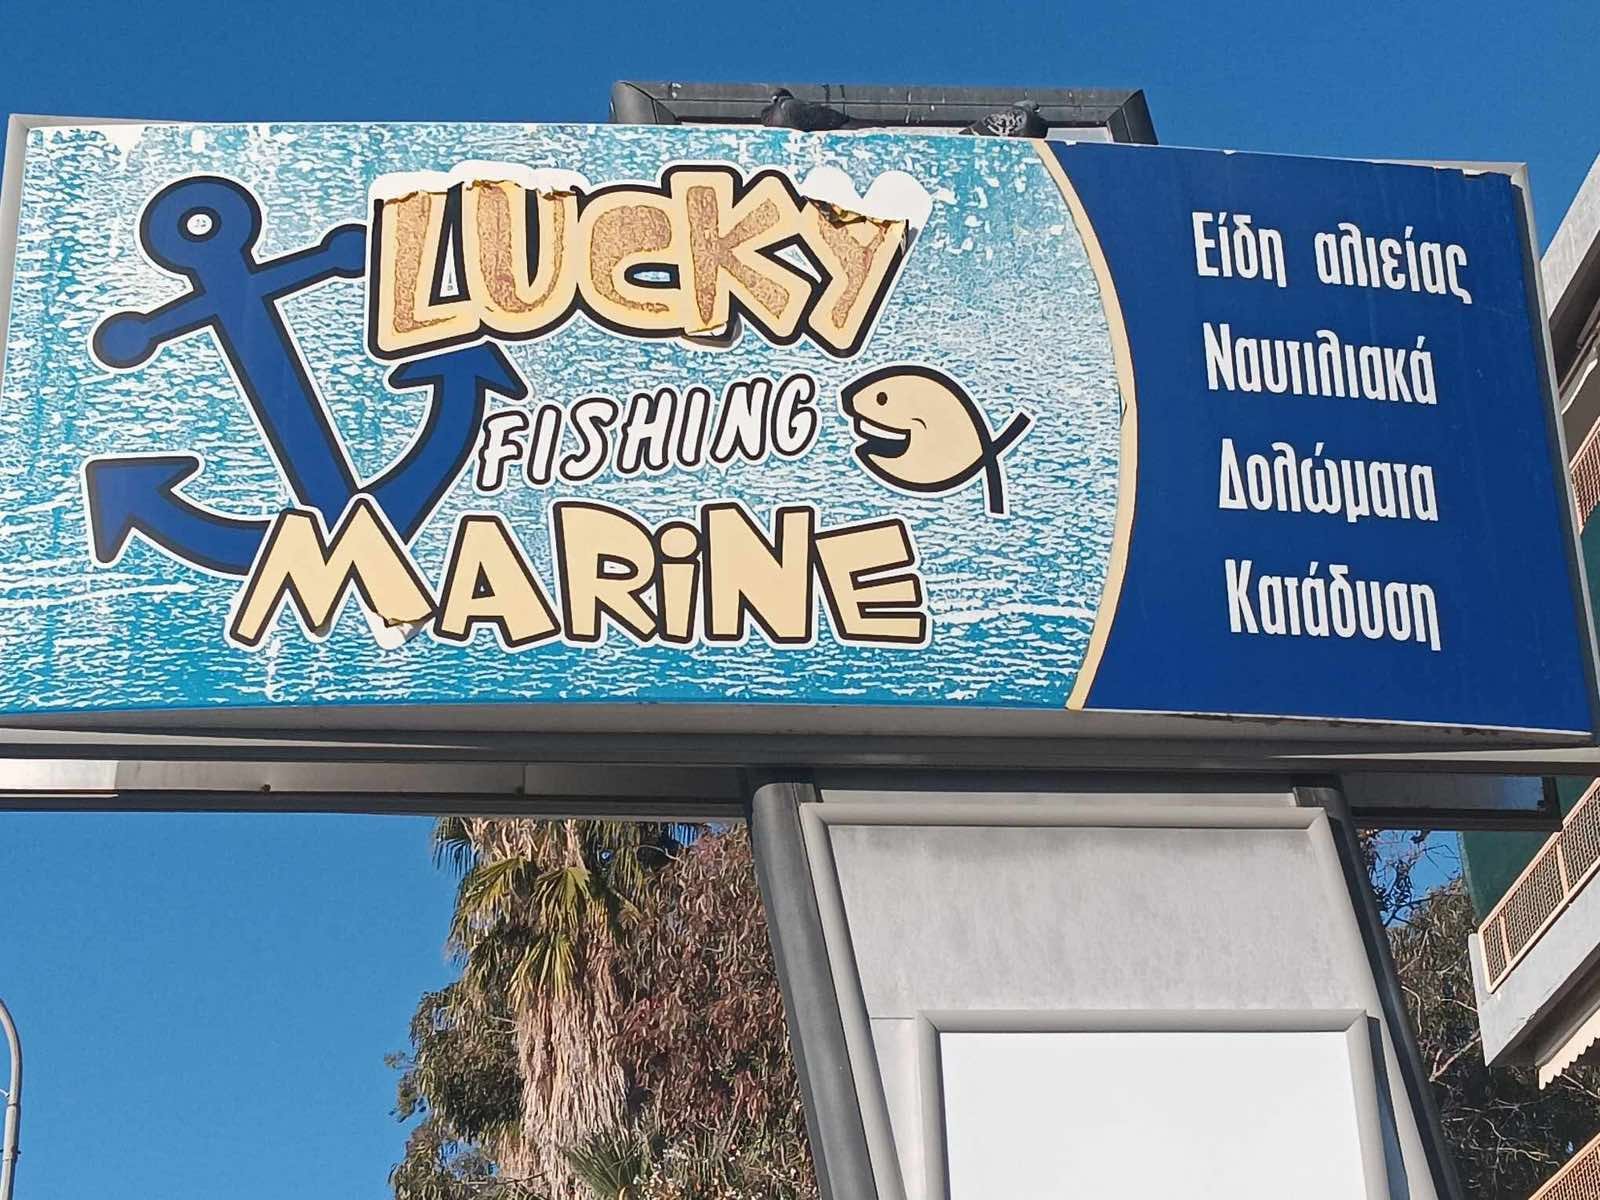 LUCKY
FISHING
MARiNE
Είδη αλιείας
Ναυτιλιακά
Δολώματα
Κατάδυση